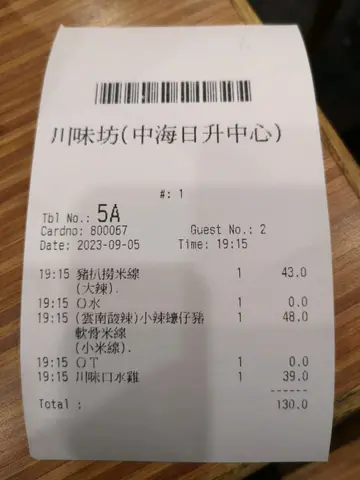 川味坊(中海日升中心)
#: 1
Tbl No.: 5A
Cardno: 800067 Guest No.: 2
Date: 2023-09-05 Time: 19:15
19:15 豬扒撈米線 1 43.0
(大辣).
19:15 O水 1 0.0
19:15 (雲南酸辣)小辣蠔仔豬 1 48.0
軟骨米線
(小米線).
19:15 OT 1 0.0
19:15 川味口水雞 1 39.0
------
Total : 130.0